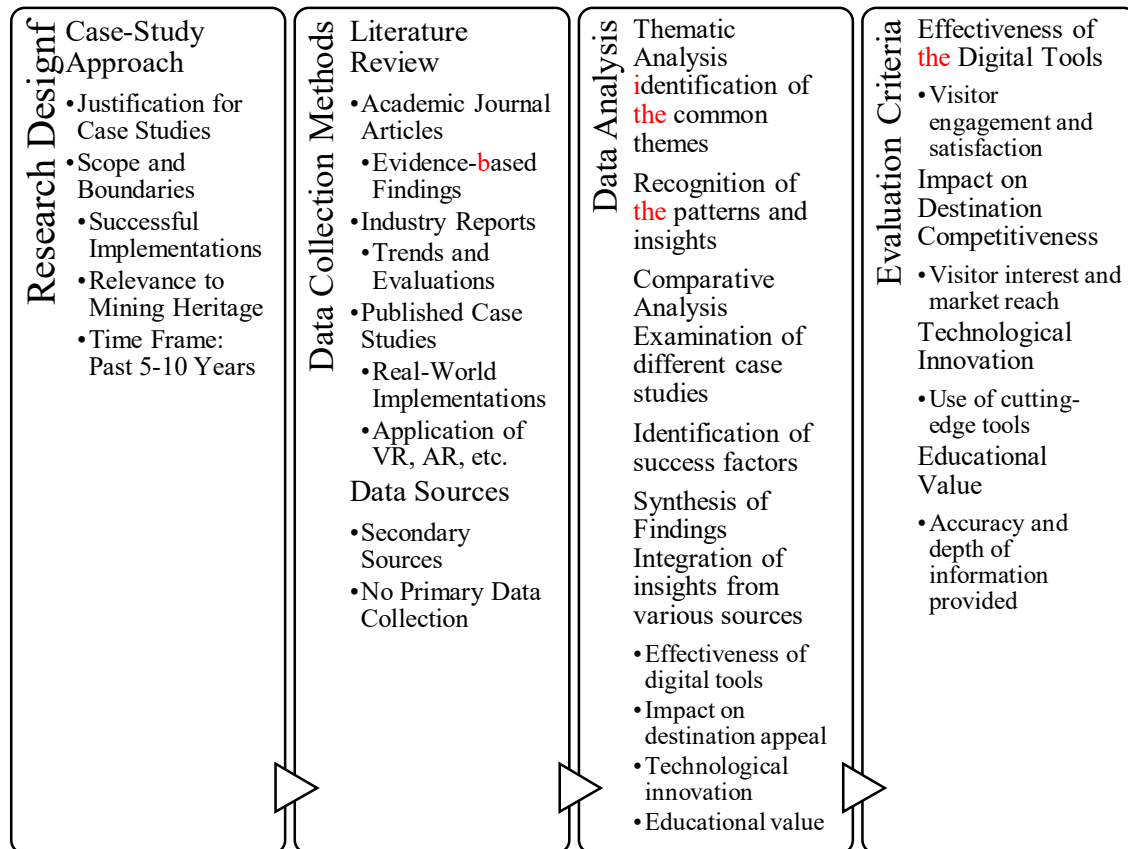 Research Designf
Case-Study
Approach
•Justification for
Case Studies
•Scope and
Boundaries
•Successful
Implementations
•Relevance to
Mining Heritage
•Time Frame:
Past 5-10 Years
Data Collection Methods
Literature
Review
•Academic Journal
Articles
•Evidence-based
Findings
•Industry Reports
•Trends and
Evaluations
•Published Case
Studies
•Real-World
Implementations
•Application of
VR, AR, etc.
Data Sources
•Secondary
Sources
•No Primary Data
Collection
Data Analysis
Thematic
Analysis
identification of
the common
themes
Recognition of
the patterns and
insights
Comparative
Analysis
Examination of
different case
studies
Identification of
success factors
Synthesis of
Findings
Integration of
insights from
various sources
•Effectiveness of
digital tools
•Impact on
destination appeal
•Technological
innovation
•Educational value
Evaluation Criteria
Effectiveness of
the Digital Tools
•Visitor
engagement and
satisfaction
Impact on
Destination
Competitiveness
•Visitor interest and
market reach
Technological
Innovation
•Use of cutting-
edge tools
Educational
Value
•Accuracy and
depth of
information
provided